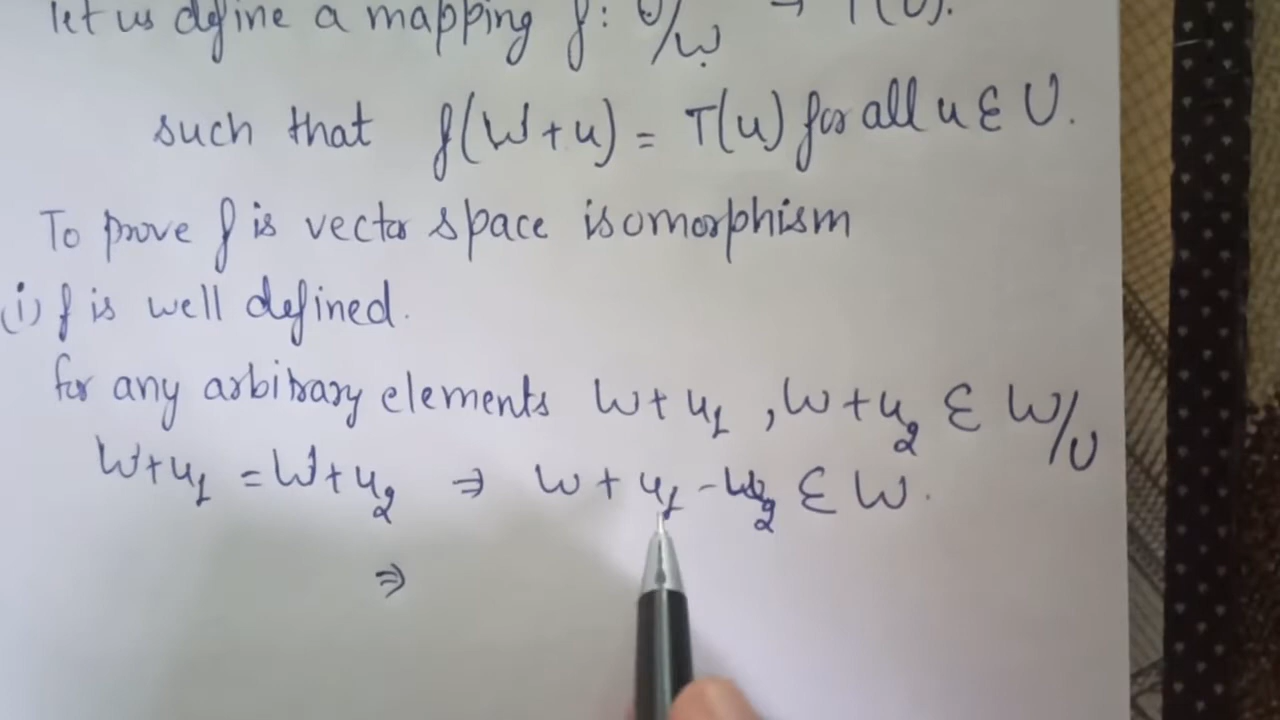 let us define a mapping f: U/W → T(U).
such that f(W+u) = T(u) for all u ε U.
To prove f is vector space isomorphism
(i) f is well defined.
for any arbitrary elements W+u₁, W+u₂ ε W/U
W+u₁ = W+u₂ ⇒ W+u₁-u₂ ε W.
⇒